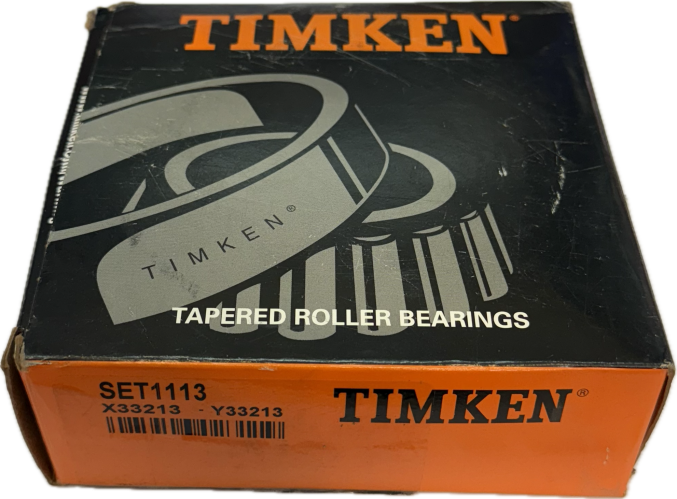 TIMKEN
TIMKEN®
TAPERED ROLLER BEARINGS
SET1113
X33213 - Y33213
TIMKEN®